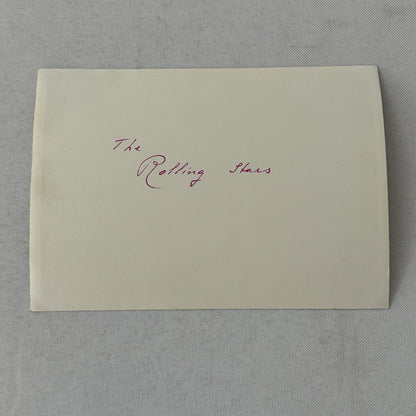 The
Rolling Stars